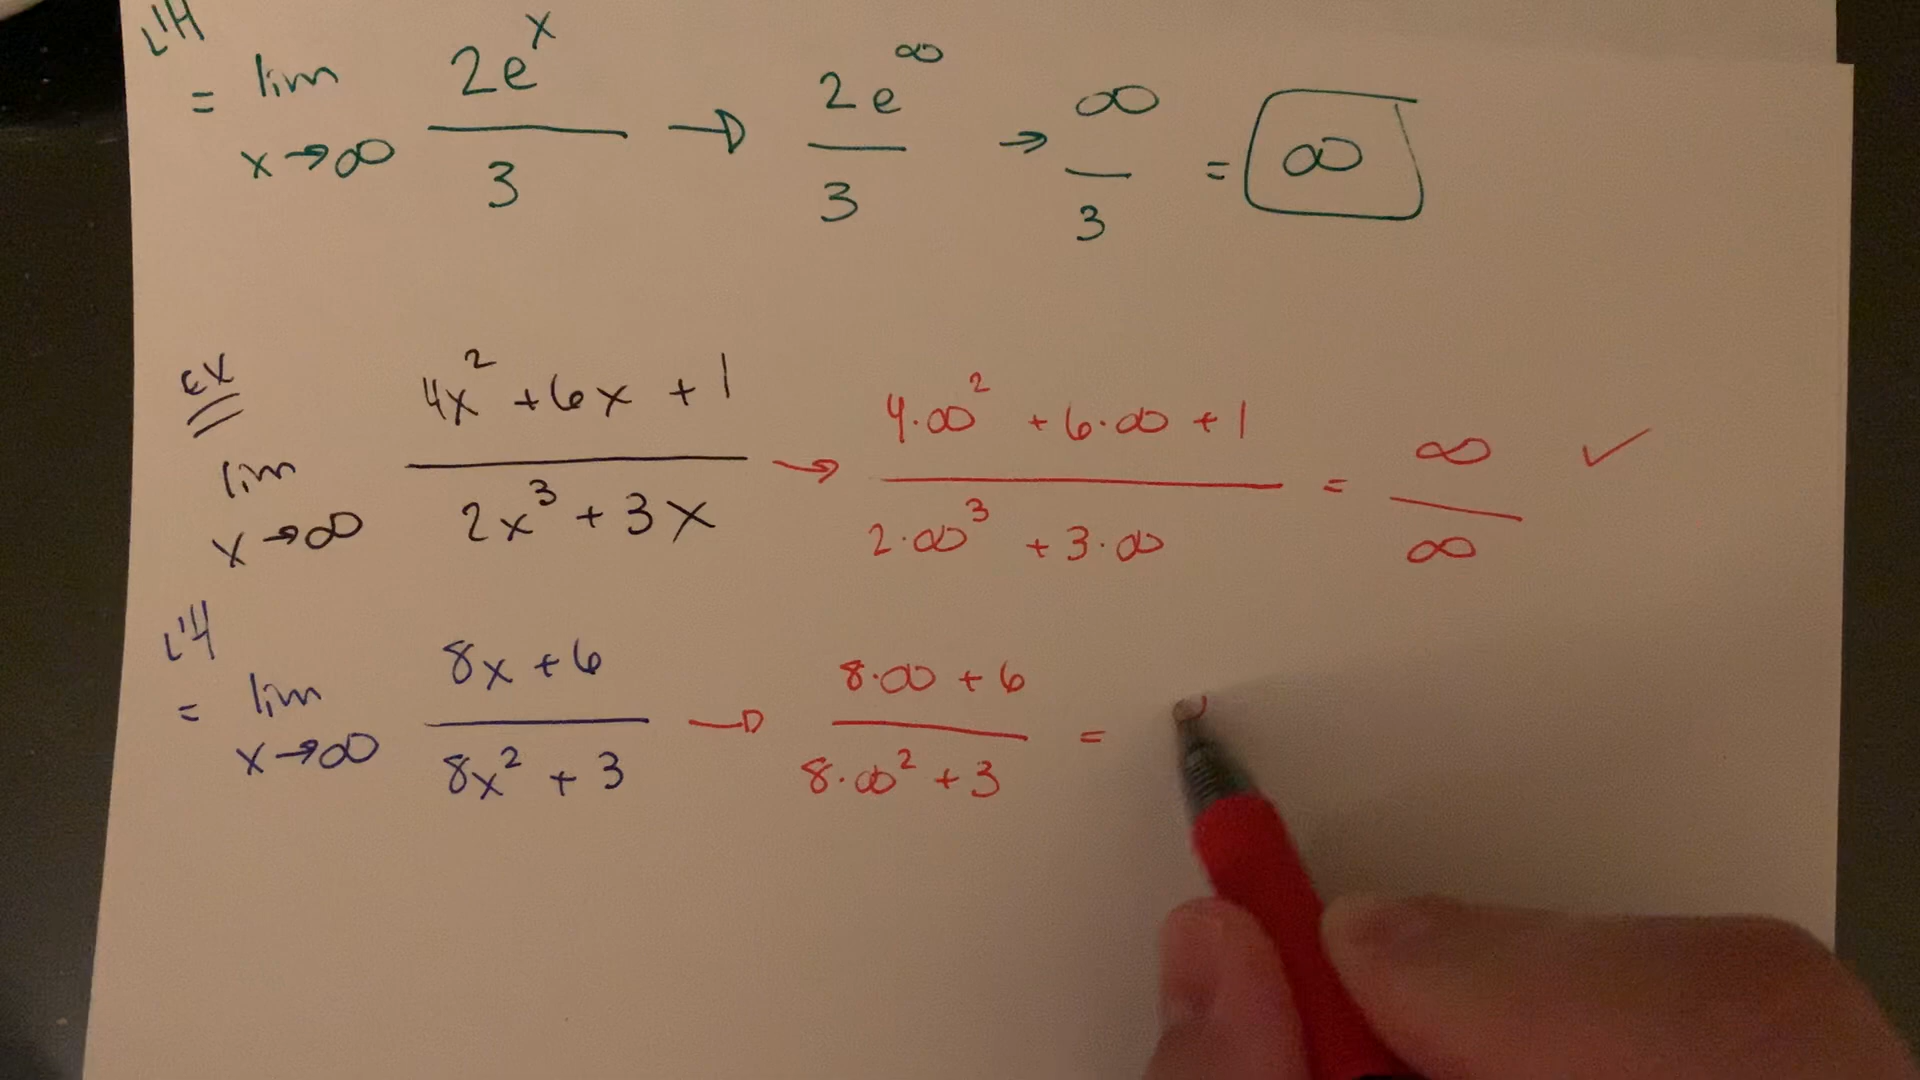 L'H
= lim x→∞ 2e^x / 3 → 2e^∞ / 3 → ∞ / 3 = ∞
EX
lim x→∞ 4x² + 6x + 1 / 2x³ + 3x → 4·∞² + 6·∞ + 1 / 2·∞³ + 3·∞ = ∞ / ∞ ✓
L'H
= lim x→∞ 8x + 6 / 8x² + 3 → 8·∞ + 6 / 8·∞² + 3 =